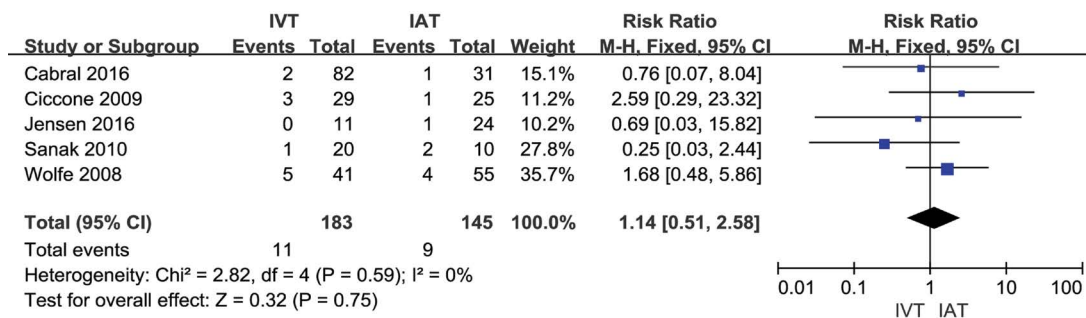 IVT IAT Risk Ratio Risk Ratio
Study or Subgroup Events Total Events Total Weight M-H, Fixed, 95% CI M-H, Fixed, 95% CI
Cabral 2016 2 82 1 31 15.1% 0.76 [0.07, 8.04]
Ciccone 2009 3 29 1 25 11.2% 2.59 [0.29, 23.32]
Jensen 2016 0 11 1 24 10.2% 0.69 [0.03, 15.82]
Sanak 2010 1 20 2 10 27.8% 0.25 [0.03, 2.44]
Wolfe 2008 5 41 4 55 35.7% 1.68 [0.48, 5.86]
Total (95% CI) 183 145 100.0% 1.14 [0.51, 2.58]
Total events 11 9
Heterogeneity: Chi² = 2.82, df = 4 (P = 0.59); I² = 0%
Test for overall effect: Z = 0.32 (P = 0.75)
0.01 0.1 1 10 100
IVT IAT